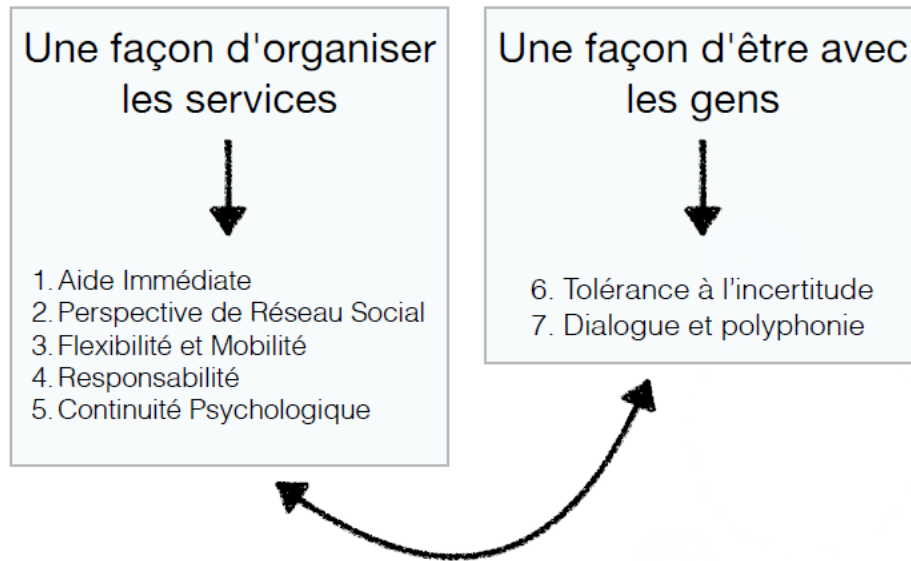 Une façon d'organiser
les services
1. Aide Immédiate
2. Perspective de Réseau Social
3. Flexibilité et Mobilité
4. Responsabilité
5. Continuité Psychologique
Une façon d'être avec
les gens
6. Tolérance à l’incertitude
7. Dialogue et polyphonie